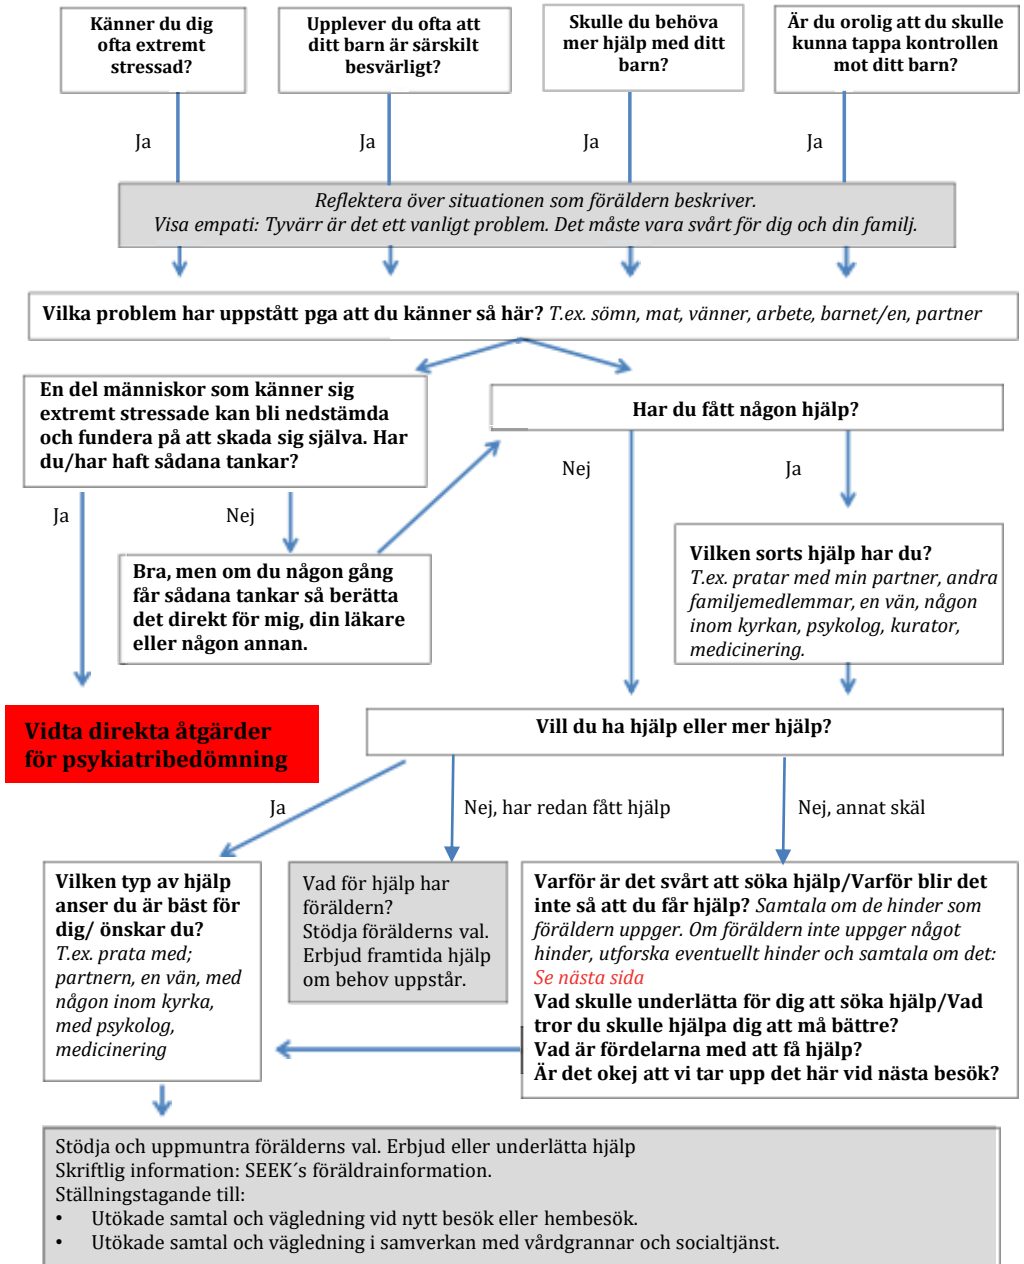 Känner du dig
ofta extremt
stressad?
Upplever du ofta att
ditt barn är särskilt
besvärligt?
Skulle du behöva
mer hjälp med ditt
barn?
Är du orolig att du skulle
kunna tappa kontrollen
mot ditt barn?
Ja
Ja
Ja
Ja
Reflektera över situationen som föräldern beskriver.
Visa empati: Tyvärr är det ett vanligt problem. Det måste vara svårt för dig och din familj.
Vilka problem har uppstått pga att du känner så här? T.ex. sömn, mat, vänner, arbete, barnet/en, partner
En del människor som känner sig
extremt stressade kan bli nedstämda
och fundera på att skada sig själva. Har
du/har haft sådana tankar?
Har du fått någon hjälp?
Ja
Nej
Nej
Ja
Bra, men om du någon gång
får sådana tankar så berätta
det direkt för mig, din läkare
eller någon annan.
Vilken sorts hjälp har du?
T.ex. pratar med min partner, andra
familjemedlemmar, en vän, någon
inom kyrkan, psykolog, kurator,
medicinering.
Vidta direkta åtgärder
för psykiatribedömning
Vill du ha hjälp eller mer hjälp?
Ja
Nej, har redan fått hjälp
Nej, annat skäl
Vilken typ av hjälp
anser du är bäst för
dig/ önskar du?
T.ex. prata med;
partnern, en vän, med
någon inom kyrka,
med psykolog,
medicinering
Vad för hjälp har
föräldern?
Stödja förälderns val.
Erbjud framtida hjälp
om behov uppstår.
Varför är det svårt att söka hjälp/Varför blir det
inte så att du får hjälp? Samtala om de hinder som
föräldern uppger. Om föräldern inte uppger något
hinder, utforska eventuellt hinder och samtala om det:
Se nästa sida
Vad skulle underlätta för dig att söka hjälp/Vad
tror du skulle hjälpa dig att må bättre?
Vad är fördelarna med att få hjälp?
Är det okej att vi tar upp det här vid nästa besök?
Stödja och uppmuntra förälderns val. Erbjud eller underlätta hjälp
Skriftlig information: SEEK´s föräldrainformation.
Ställningstagande till:
• Utökade samtal och vägledning vid nytt besök eller hembesök.
• Utökade samtal och vägledning i samverkan med vårdgrannar och socialtjänst.